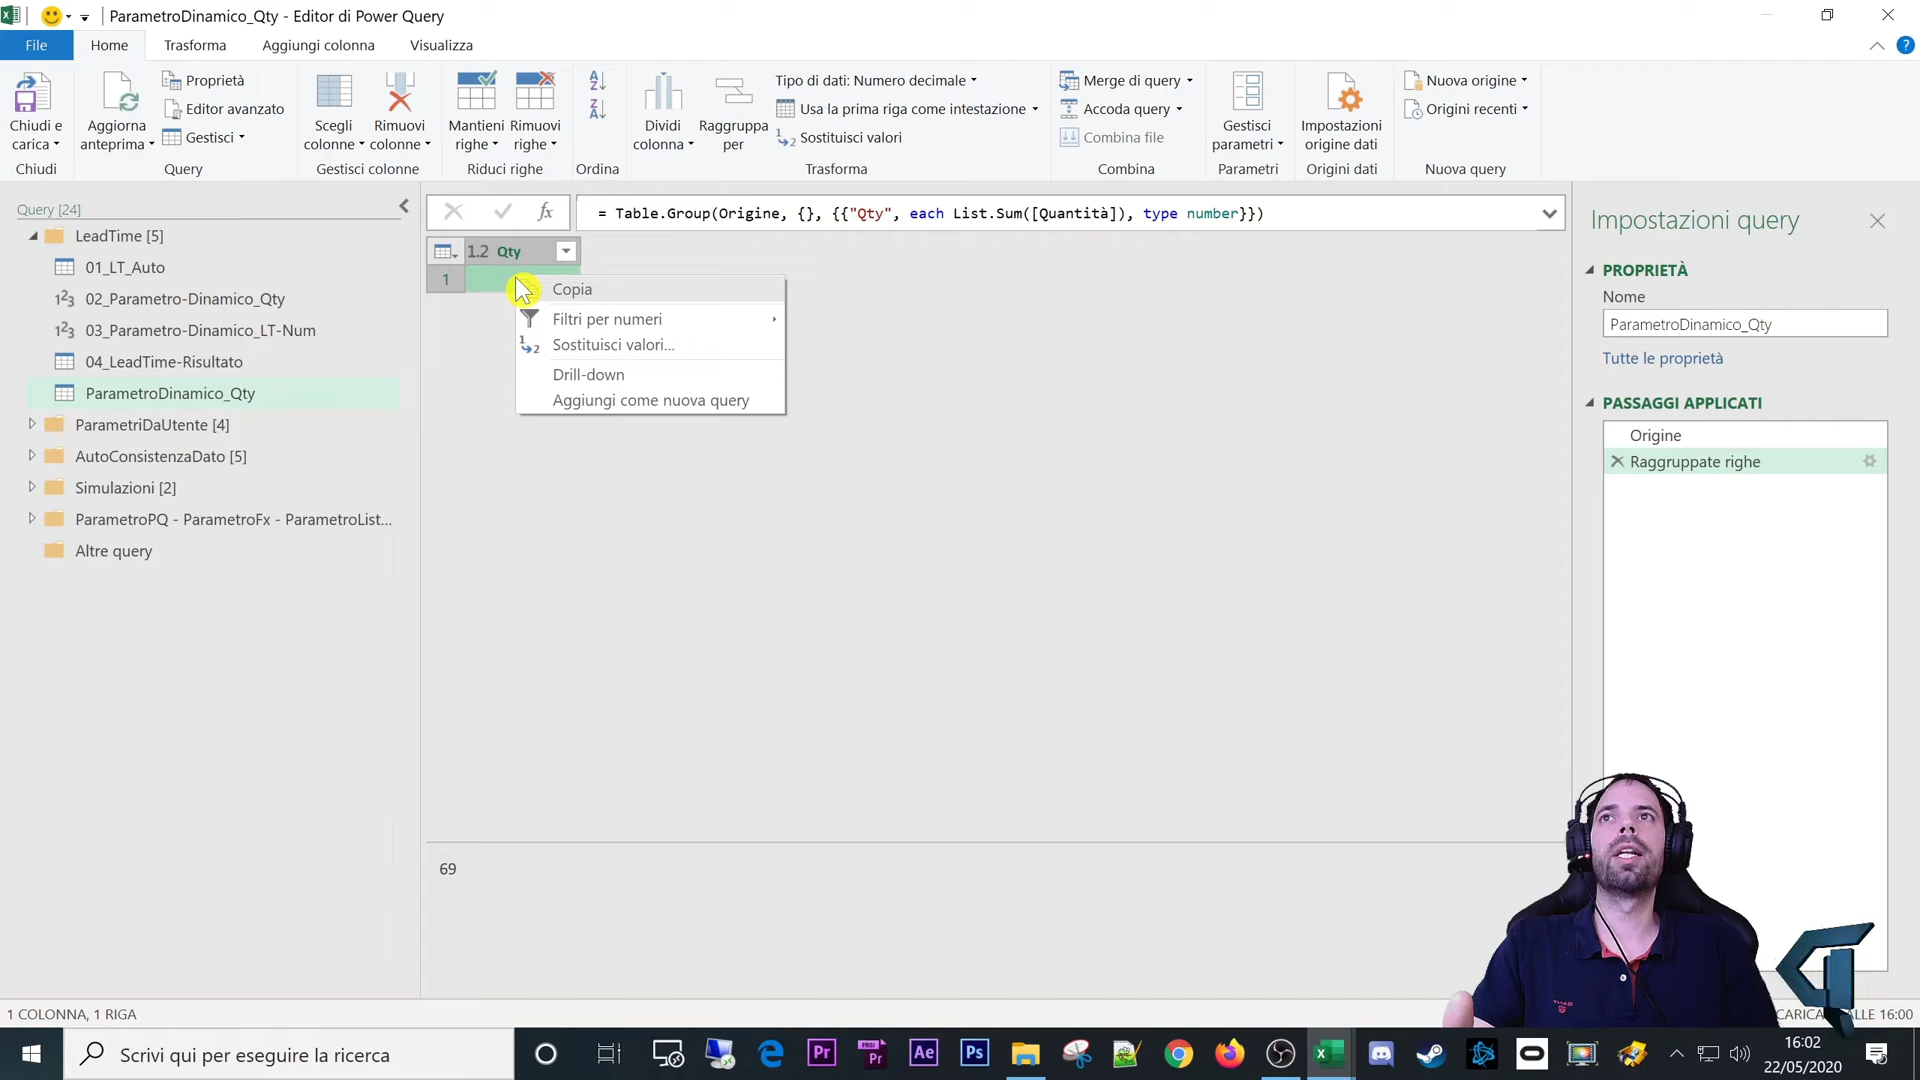 ParametroDinamico_Qty - Editor di Power Query
File
Home
Trasforma
Aggiungi colonna
Visualizza
Chiudi e
carica
Chiudi
Aggiorna
anteprima
Proprietà
Editor avanzato
Gestisci
Query
Scegli
colonne
Rimuovi
colonne
Gestisci colonne
Mantieni
righe
Rimuovi
righe
Riduci righe
Ordina
Dividi
colonna
Raggruppa
per
Tipo di dati: Numero decimale
Usa la prima riga come intestazione
Sostituisci valori
Trasforma
Merge di query
Accoda query
Combina file
Combina
Gestisci
parametri
Parametri
Impostazioni
origine dati
Origini dati
Nuova origine
Origini recenti
Nuova query
Query [24]
LeadTime [5]
01_LT_Auto
02_Parametro-Dinamico_Qty
03_Parametro-Dinamico_LT-Num
04_LeadTime-Risultato
ParametroDinamico_Qty
ParametriDaUtente [4]
AutoConsistenzaDato [5]
Simulazioni [2]
ParametroPQ - ParametroFx - ParametroList...
Altre query
fx
= Table.Group(Origine, {}, {{"Qty", each List.Sum([Quantità]), type number}})
1.2 Qty
1
Copia
Filtri per numeri
Sostituisci valori...
Drill-down
Aggiungi come nuova query
69
Impostazioni query
PROPRIETÀ
Nome
ParametroDinamico_Qty
Tutte le proprietà
PASSAGGI APPLICATI
Origine
Raggruppate righe
1 COLONNA, 1 RIGA
ALLE 16:00
Scrivi qui per eseguire la ricerca
Pr
Pr
Ae
Ps
16:02
22/05/2020